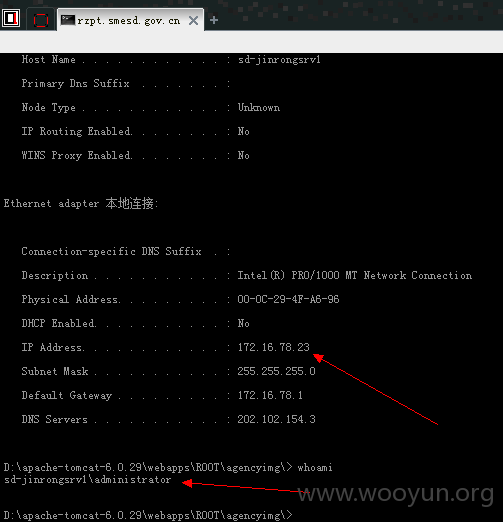 rzpt.smesd.gov.cn
Host Name . . . . . . . . . . . . : sd-jinrongsrv1
Primary Dns Suffix . . . . . . . :
Node Type . . . . . . . . . . . . : Unknown
IP Routing Enabled. . . . . . . . : No
WINS Proxy Enabled. . . . . . . . : No
Ethernet adapter 本地连接:
Connection-specific DNS Suffix . :
Description . . . . . . . . . . . : Intel(R) PRO/1000 MT Network Connection
Physical Address. . . . . . . . . : 00-0C-29-4F-A6-96
DHCP Enabled. . . . . . . . . . . : No
IP Address. . . . . . . . . . . . : 172.16.78.23
Subnet Mask . . . . . . . . . . . : 255.255.255.0
Default Gateway . . . . . . . . . : 172.16.78.1
DNS Servers . . . . . . . . . . . : 202.102.154.3
D:\apache-tomcat-6.0.29\webapps\ROOT\agencyimg\> whoami
sd-jinrongsrv1\administrator
www.wooyun.org
D:\apache-tomcat-6.0.29\webapps\ROOT\agencyimg\>